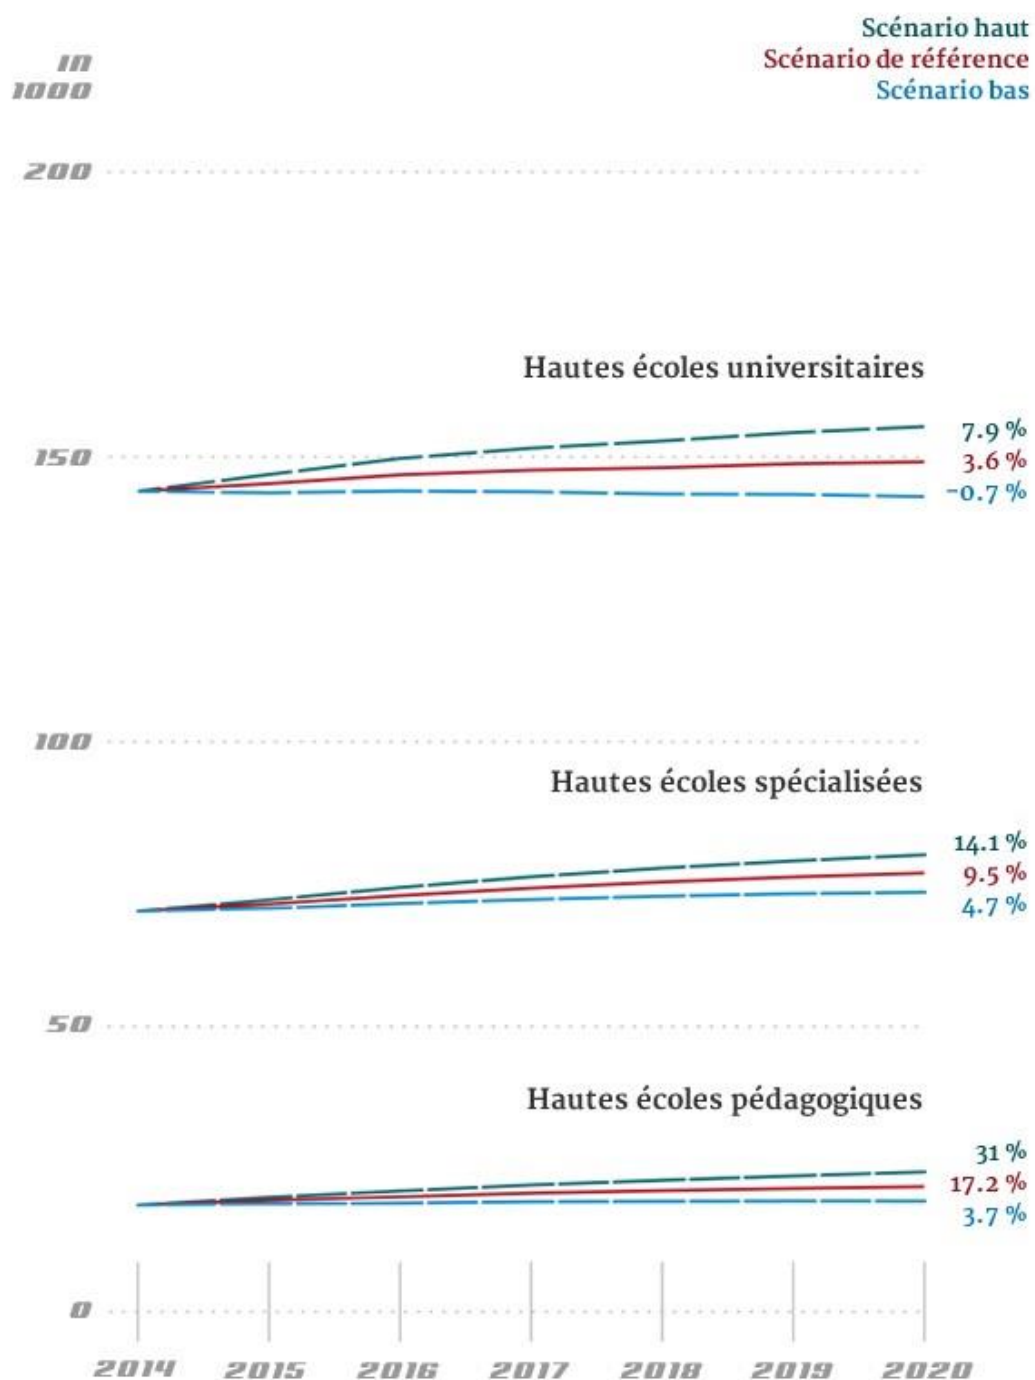 Scénario haut
Scénario de référence
Scénario bas
in
1000
200
Hautes écoles universitaires
7.9 %
150
3.6 %
-0.7 %
100
Hautes écoles spécialisées
14.1 %
9.5 %
4.7 %
50
Hautes écoles pédagogiques
31 %
17.2 %
3.7 %
0
2014 2015 2016 2017 2018 2019 2020